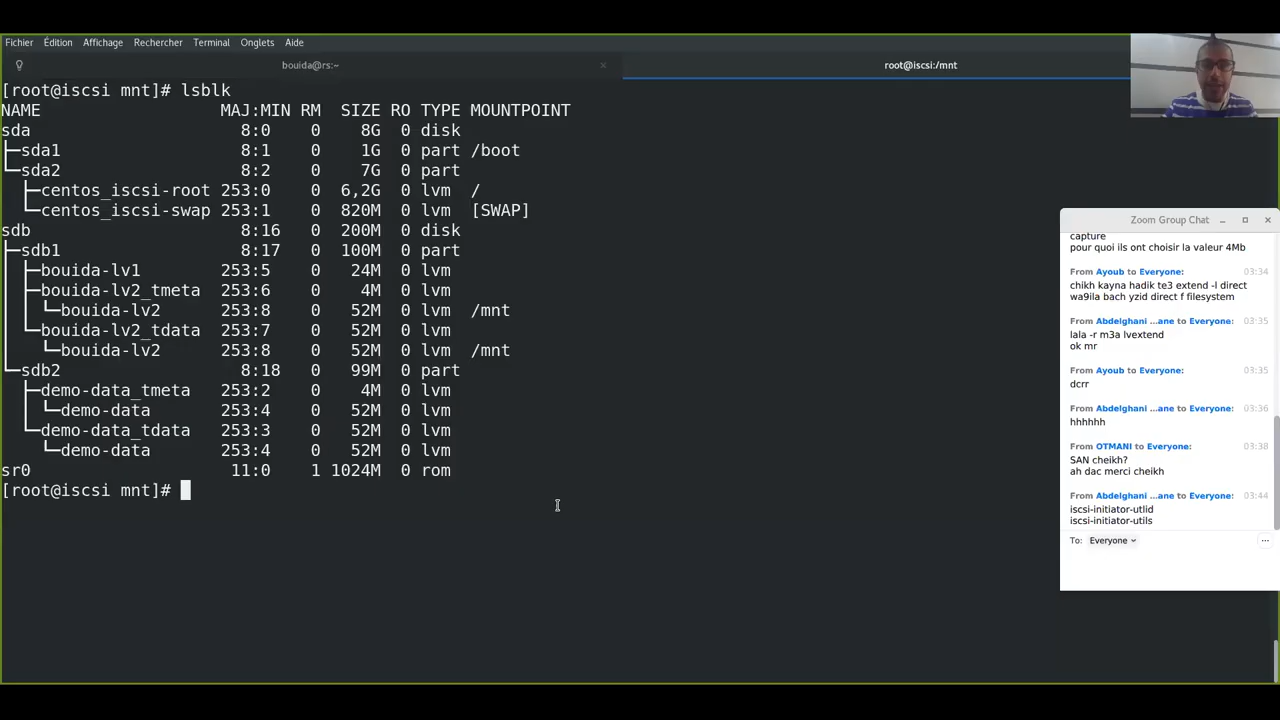 Fichier Édition Affichage Rechercher Terminal Onglets Aide
bouida@rs:~ × root@iscsi:/mnt
[root@iscsi mnt]# lsblk
NAME MAJ:MIN RM SIZE RO TYPE MOUNTPOINT
sda 8:0 0 8G 0 disk
├─sda1 8:1 0 1G 0 part /boot
└─sda2 8:2 0 7G 0 part
├─centos_iscsi-root 253:0 0 6,2G 0 lvm /
└─centos_iscsi-swap 253:1 0 820M 0 lvm [SWAP]
sdb 8:16 0 200M 0 disk
├─sdb1 8:17 0 100M 0 part
│ ├─bouida-lv1 253:5 0 24M 0 lvm
│ ├─bouida-lv2_tmeta 253:6 0 4M 0 lvm
│ │ └─bouida-lv2 253:8 0 52M 0 lvm /mnt
│ └─bouida-lv2_tdata 253:7 0 52M 0 lvm
│ └─bouida-lv2 253:8 0 52M 0 lvm /mnt
└─sdb2 8:18 0 99M 0 part
├─demo-data_tmeta 253:2 0 4M 0 lvm
│ └─demo-data 253:4 0 52M 0 lvm
└─demo-data_tdata 253:3 0 52M 0 lvm
└─demo-data 253:4 0 52M 0 lvm
sr0 11:0 1 1024M 0 rom
[root@iscsi mnt]#
Zoom Group Chat
capture
pour quoi ils ont choisir la valeur 4Mb
From Ayoub to Everyone: 03:34
chikh kayna hadik te3 extend -l direct
wa9ila bach yzid direct f filesystem
From Abdelghani ...ane to Everyone: 03:35
lala -r m3a lvextend
ok mr
From Ayoub to Everyone: 03:35
dcrr
From Abdelghani ...ane to Everyone: 03:36
hhhhhh
From OTMANI to Everyone: 03:38
SAN cheikh?
ah dac merci cheikh
From Abdelghani ...ane to Everyone: 03:44
iscsi-initiator-utlid
iscsi-initiator-utils
To: Everyone ...